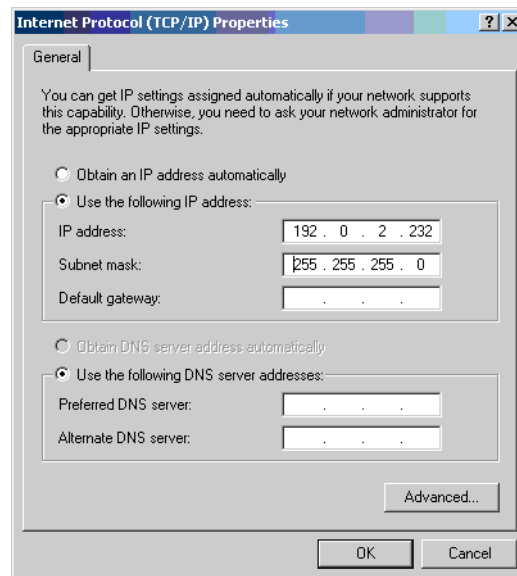 Internet Protocol (TCP/IP) Properties
General
You can get IP settings assigned automatically if your network supports
this capability. Otherwise, you need to ask your network administrator for
the appropriate IP settings.
Obtain an IP address automatically
Use the following IP address:
IP address: 192 . 0 . 2 . 232
Subnet mask: 255 . 255 . 255 . 0
Default gateway: . . .
Obtain DNS server address automatically
Use the following DNS server addresses:
Preferred DNS server: . . .
Alternate DNS server: . . .
Advanced...
OK Cancel